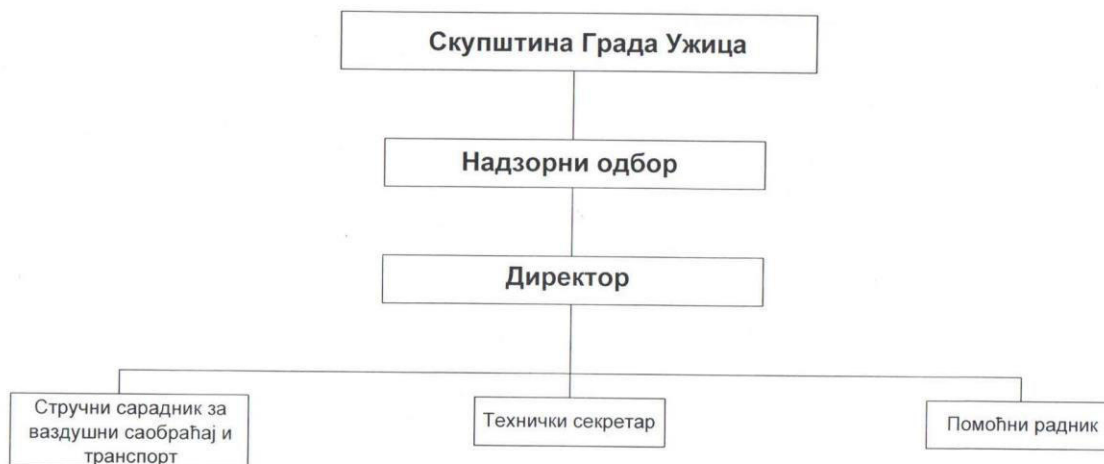 Скупштина Града Ужица
Надзорни одбор
Директор
Стручни сарадник за
ваздушни саобраћај и
транспорт
Технички секретар
Помоћни радник